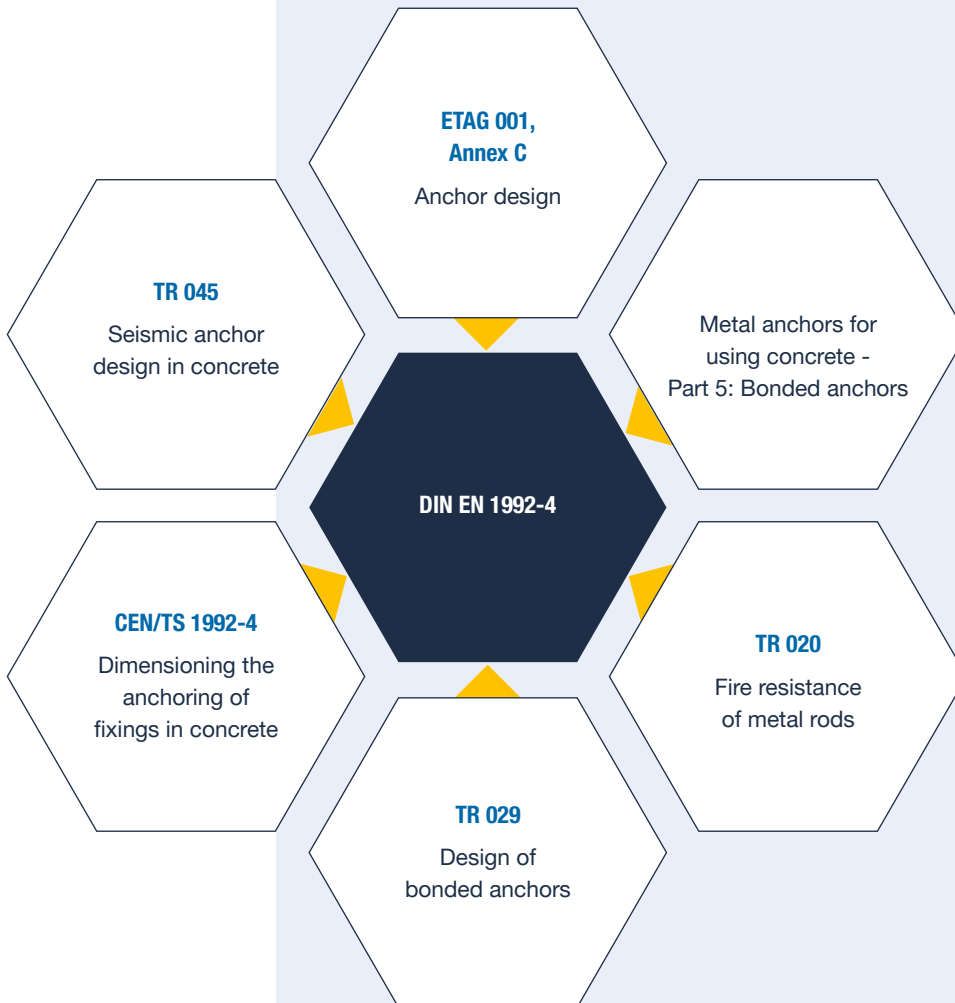 ETAG 001,
Annex C
Anchor design
TR 045
Seismic anchor
design in concrete
Metal anchors for
using concrete -
Part 5: Bonded anchors
DIN EN 1992-4
CEN/TS 1992-4
Dimensioning the
anchoring of
fixings in concrete
TR 020
Fire resistance
of metal rods
TR 029
Design of
bonded anchors